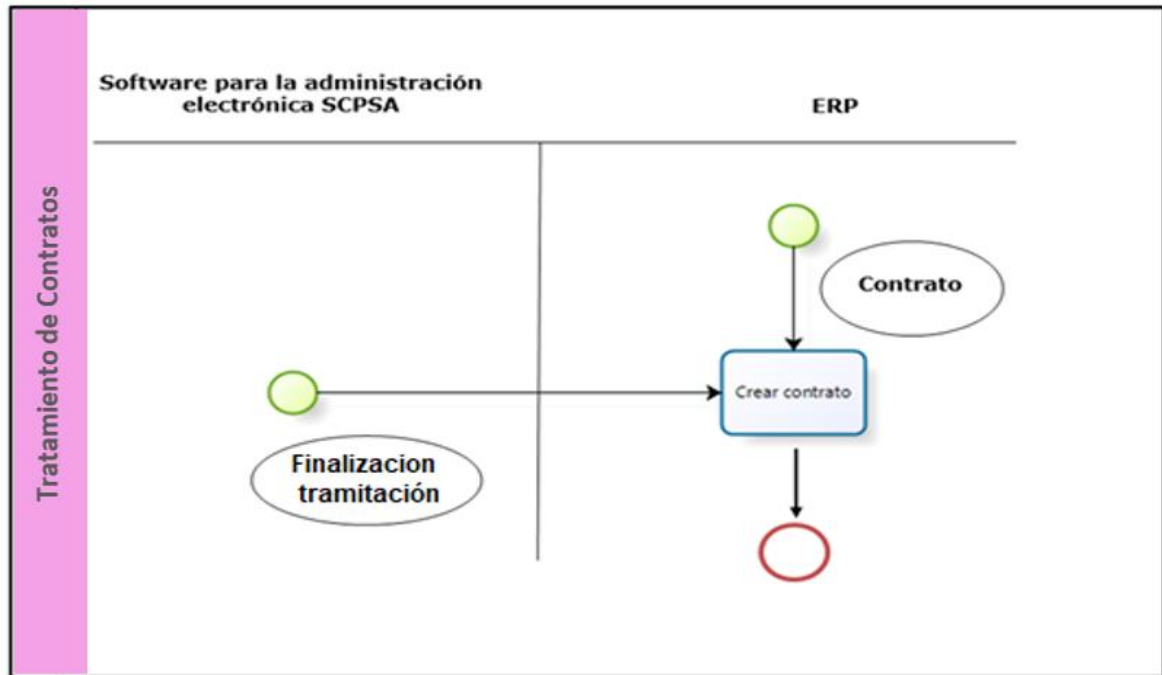 Tratamiento de Contratos
Software para la administración
electrónica SCPSA
ERP
Contrato
Crear contrato
Finalizacion
tramitación